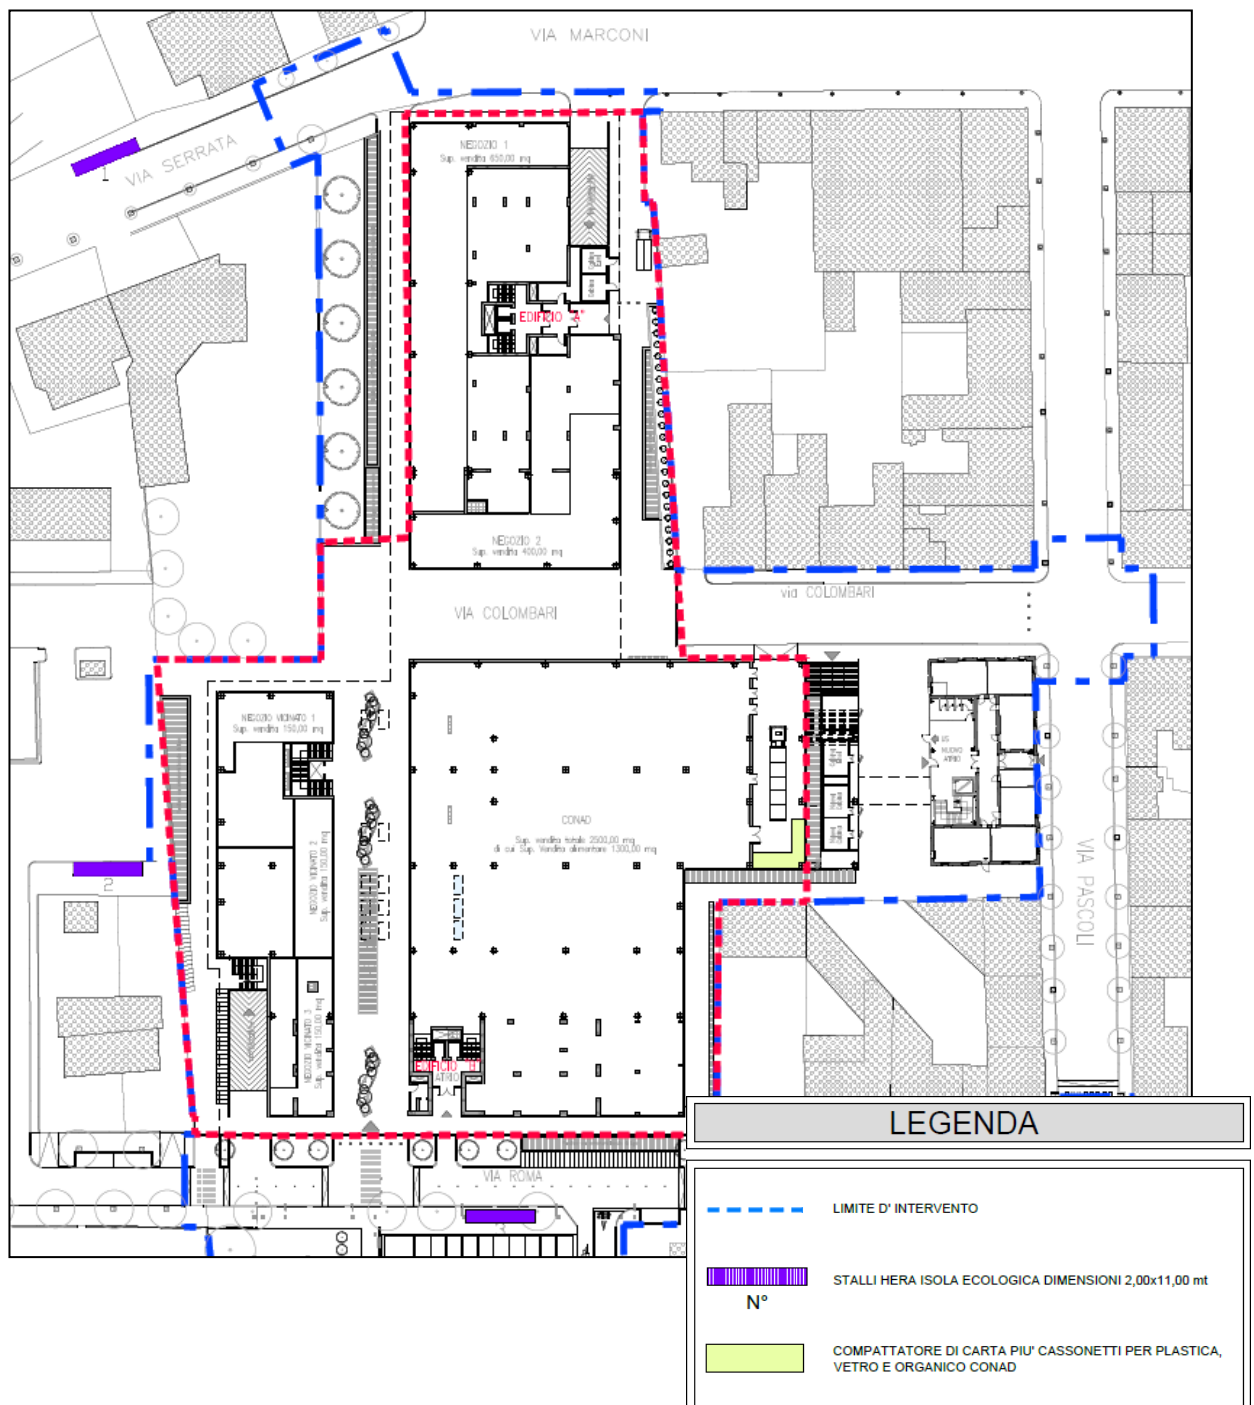 VIA MARCONI
VIA SERRATA
1
NEGOZIO 1
Sup. vendita 650,00 mq
EDIFICIO "A"
NEGOZIO 2
Sup. vendita 400,00 mq
VIA COLOMBARI
via COLOMBARI
NEGOZIO VICINATO 1
Sup. vendita 150,00 mq
NUOVO
ATRIO
CONAD
Sup. vendita totale 2500,00 mq
di cui Sup. Vendita alimentare 1300,00 mq
NEGOZIO VICINATO 2
Sup. vendita 150,00 mq
VIA PASCOLI
2
NEGOZIO VICINATO 3
Sup. vendita 150,00 mq
EDIFICIO "B"
ATRIO
VIA ROMA
3
LEGENDA
LIMITE D' INTERVENTO
STALLI HERA ISOLA ECOLOGICA DIMENSIONI 2,00x11,00 mt
N°
COMPATTATORE DI CARTA PIU' CASSONETTI PER PLASTICA,
VETRO E ORGANICO CONAD